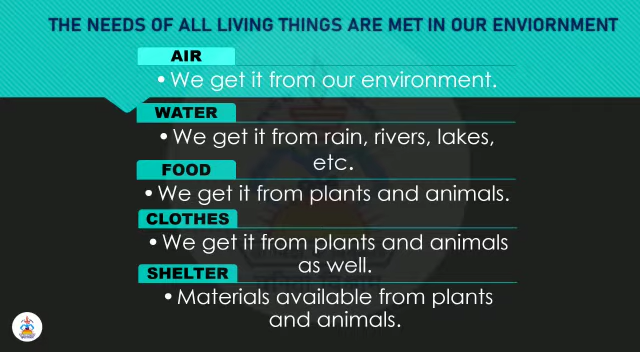 THE NEEDS OF ALL LIVING THINGS ARE MET IN OUR ENVIORNMENT
AIR
• We get it from our environment.
WATER
• We get it from rain, rivers, lakes,
etc.
FOOD
• We get it from plants and animals.
CLOTHES
• We get it from plants and animals
as well.
SHELTER
• Materials available from plants
and animals.